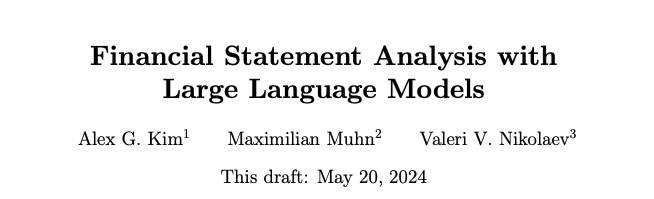 Financial Statement Analysis with
Large Language Models
Alex G. Kim¹ Maximilian Muhn² Valeri V. Nikolaev³
This draft: May 20, 2024